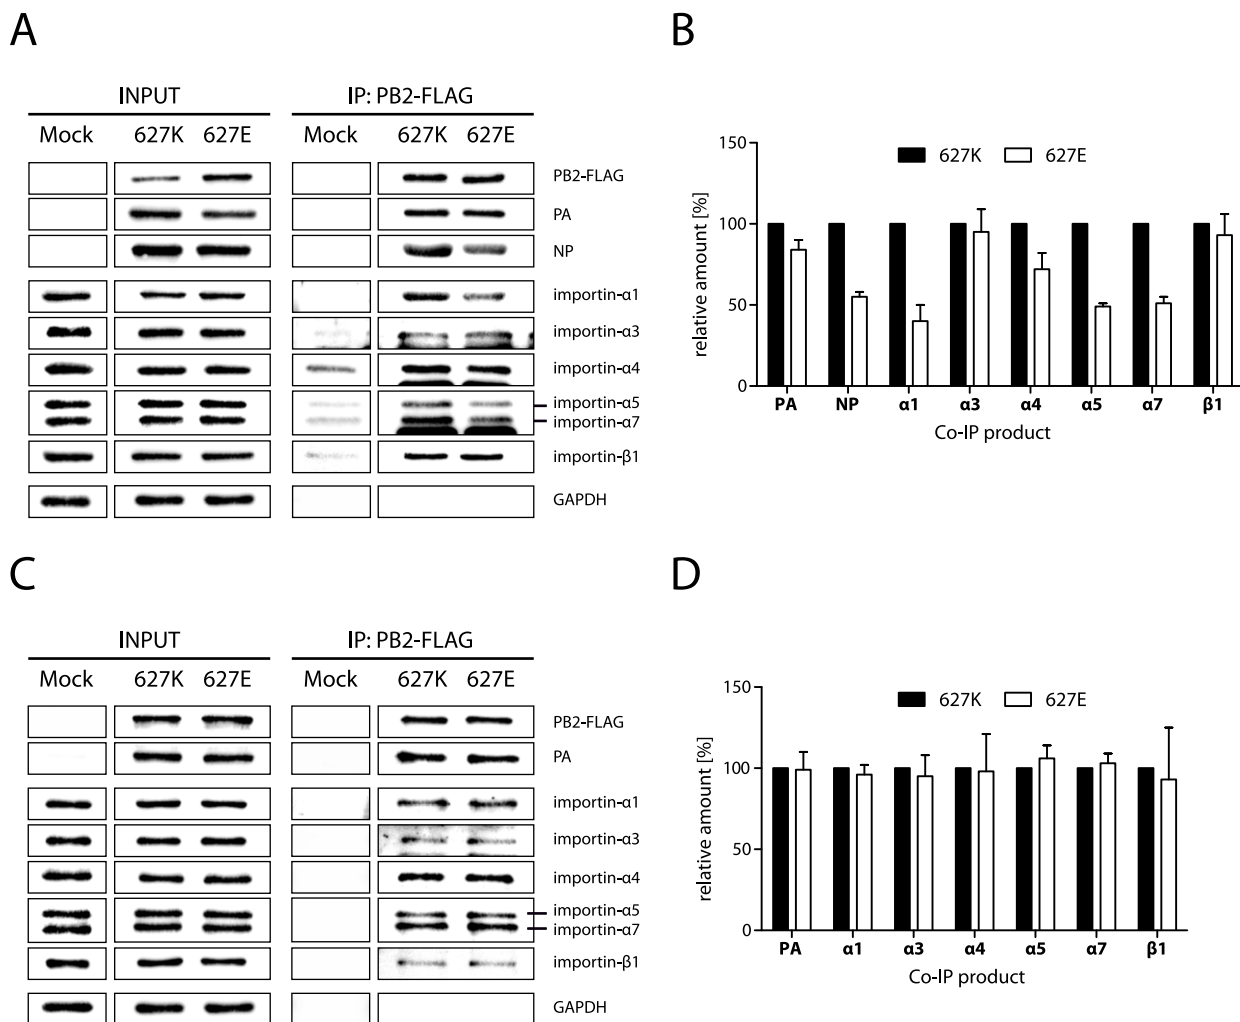 A
INPUT IP: PB2-FLAG
Mock 627K 627E Mock 627K 627E
PB2-FLAG
PA
NP
importin-α1
importin-α3
importin-α4
importin-α5
importin-α7
importin-β1
GAPDH
B
150
100
50
0
relative amount [%]
627K 627E
PA NP α1 α3 α4 α5 α7 β1
Co-IP product
C
INPUT IP: PB2-FLAG
Mock 627K 627E Mock 627K 627E
PB2-FLAG
PA
importin-α1
importin-α3
importin-α4
importin-α5
importin-α7
importin-β1
GAPDH
D
150
100
50
0
relative amount [%]
627K 627E
PA α1 α3 α4 α5 α7 β1
Co-IP product